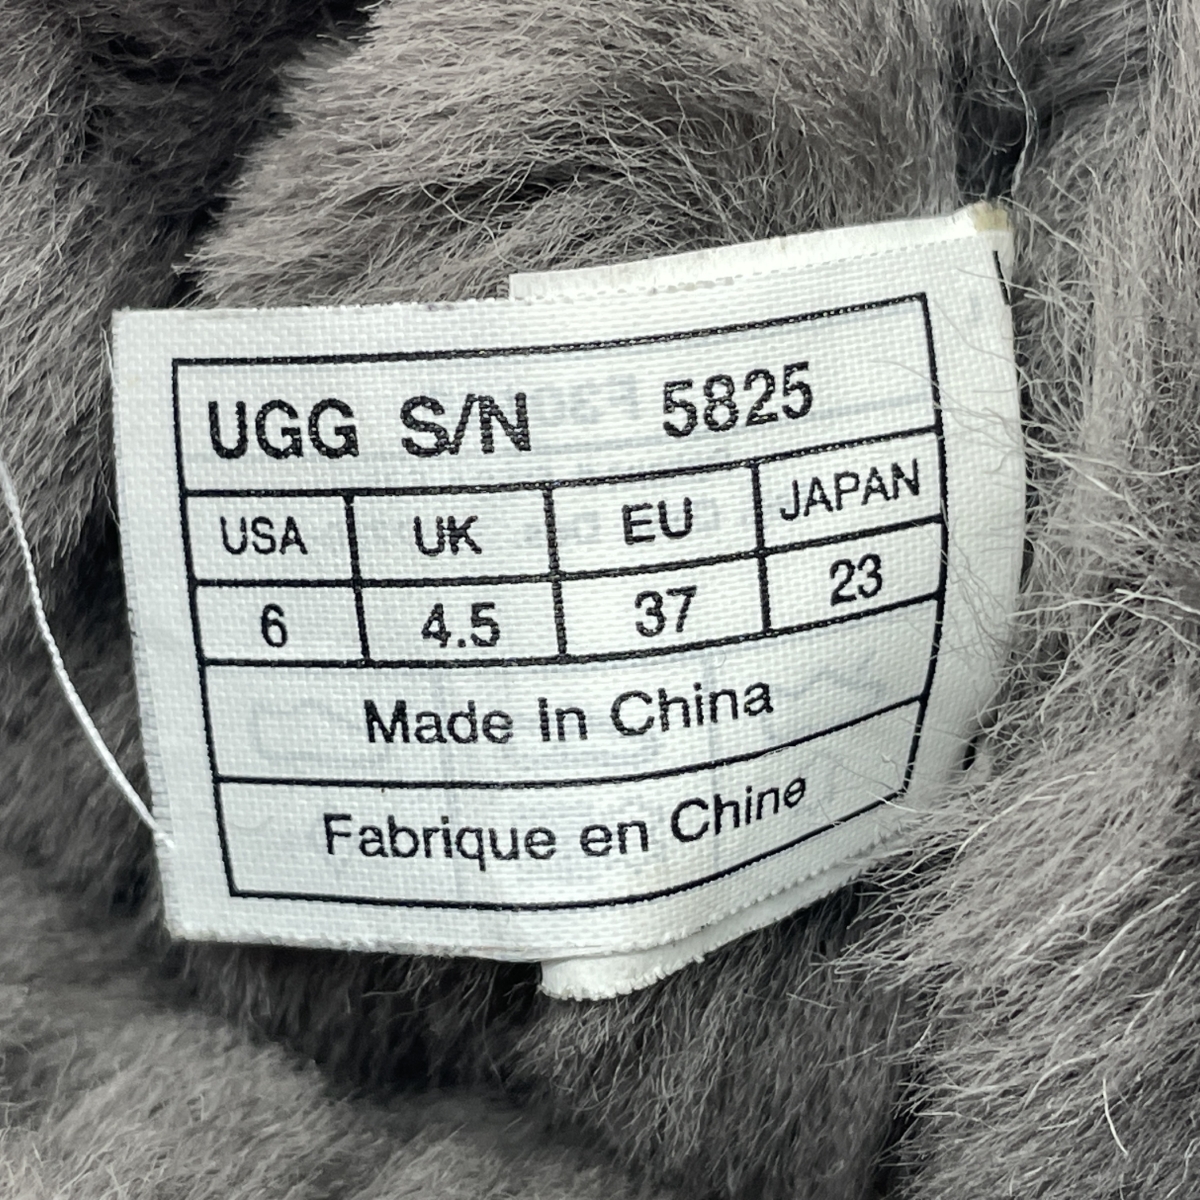 UGG S/N 5825
USA UK EU JAPAN
6 4.5 37 23
Made in China
Fabrique en Chine